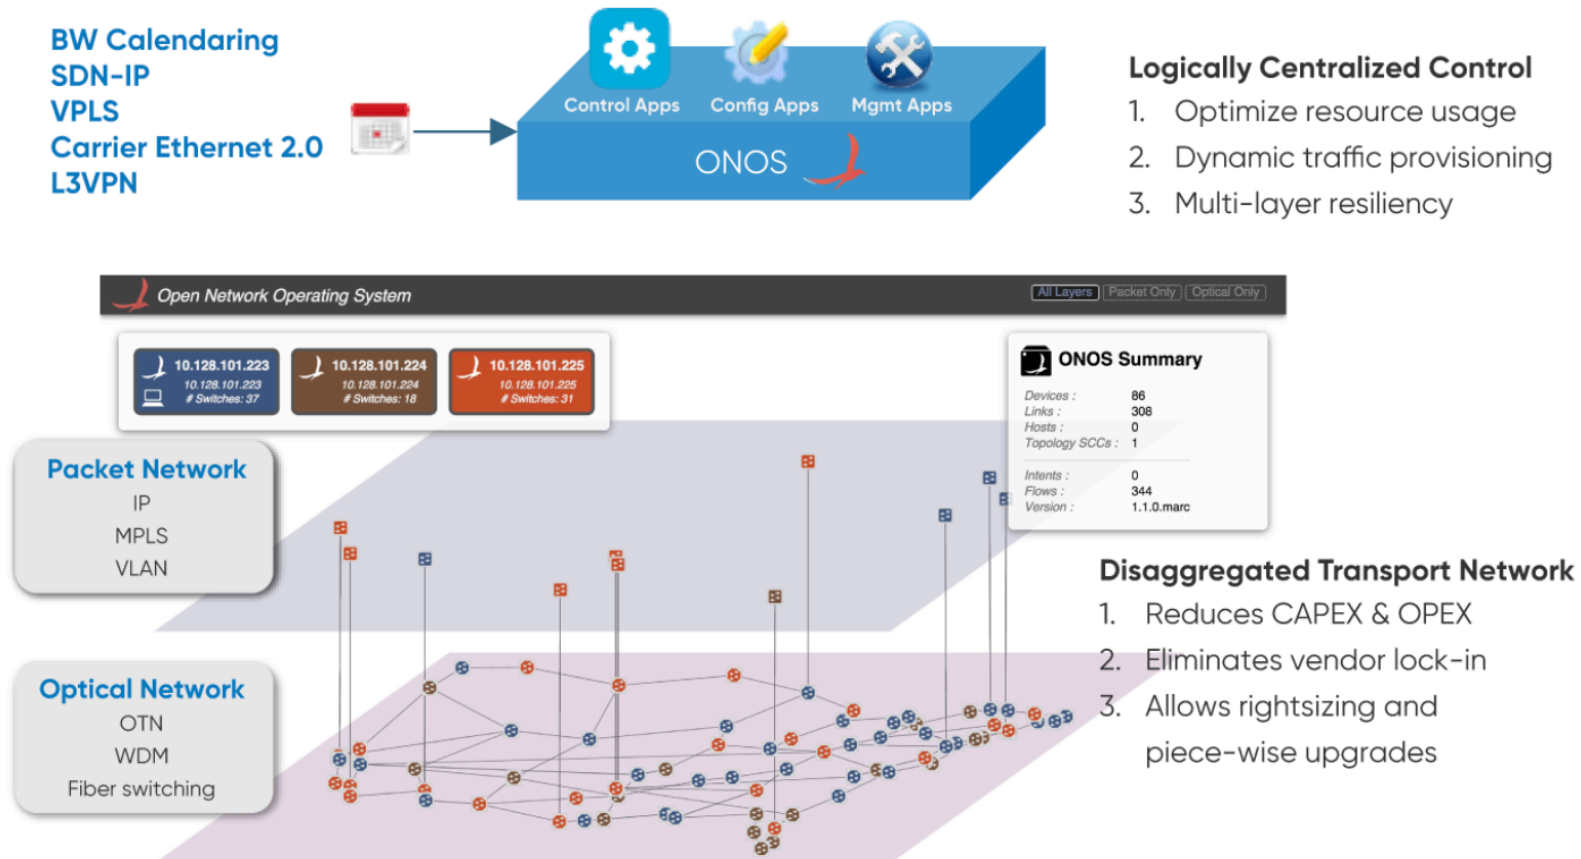 BW Calendaring
SDN-IP
VPLS
Carrier Ethernet 2.0
L3VPN
Control Apps
Config Apps
Mgmt Apps
ONOS
Logically Centralized Control
1. Optimize resource usage
2. Dynamic traffic provisioning
3. Multi-layer resiliency
Open Network Operating System
All Layers
Packet Only
Optical Only
10.128.101.223
10.128.101.223
# Switches: 37
10.128.101.224
10.128.101.224
# Switches: 18
10.128.101.225
10.128.101.225
# Switches: 31
ONOS Summary
Devices : 86
Links : 308
Hosts : 0
Topology SCCs : 1
Intents : 0
Flows : 344
Version : 1.1.0.marc
Packet Network
IP
MPLS
VLAN
Optical Network
OTN
WDM
Fiber switching
Disaggregated Transport Network
1. Reduces CAPEX & OPEX
2. Eliminates vendor lock-in
3. Allows rightsizing and
piece-wise upgrades